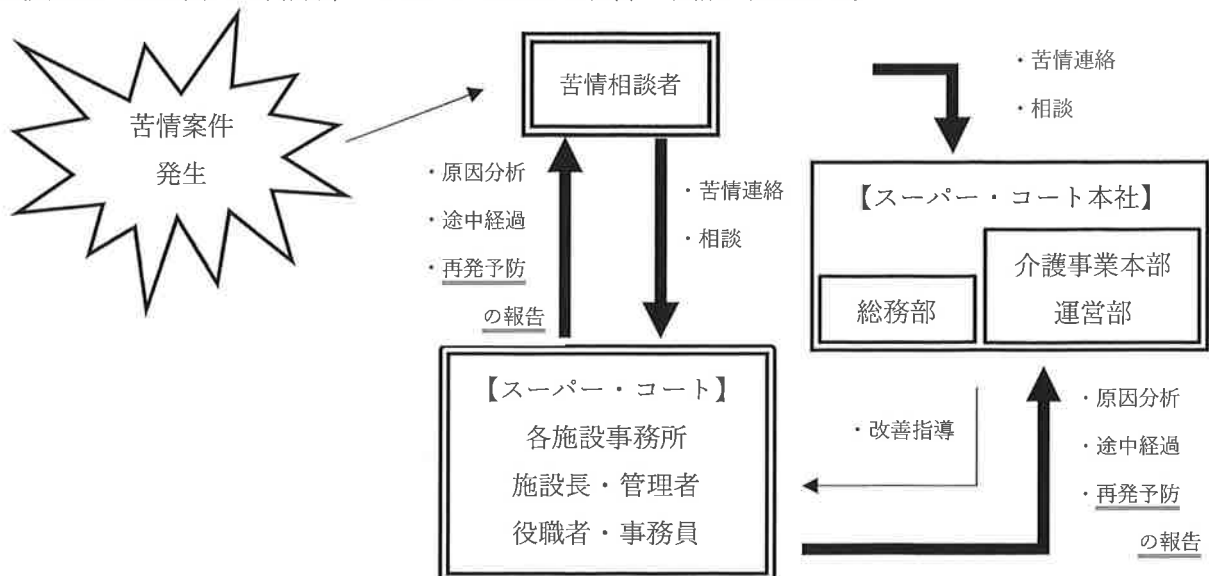 苦情案件
発生
苦情相談者
・原因分析
・途中経過
・再発予防
の報告
・苦情連絡
・相談
・苦情連絡
・相談
【スーパー・コート本社】
総務部
介護事業本部
運営部
【スーパー・コート】
各施設事務所
施設長・管理者
役職者・事務員
・改善指導
・原因分析
・途中経過
・再発予防
の報告